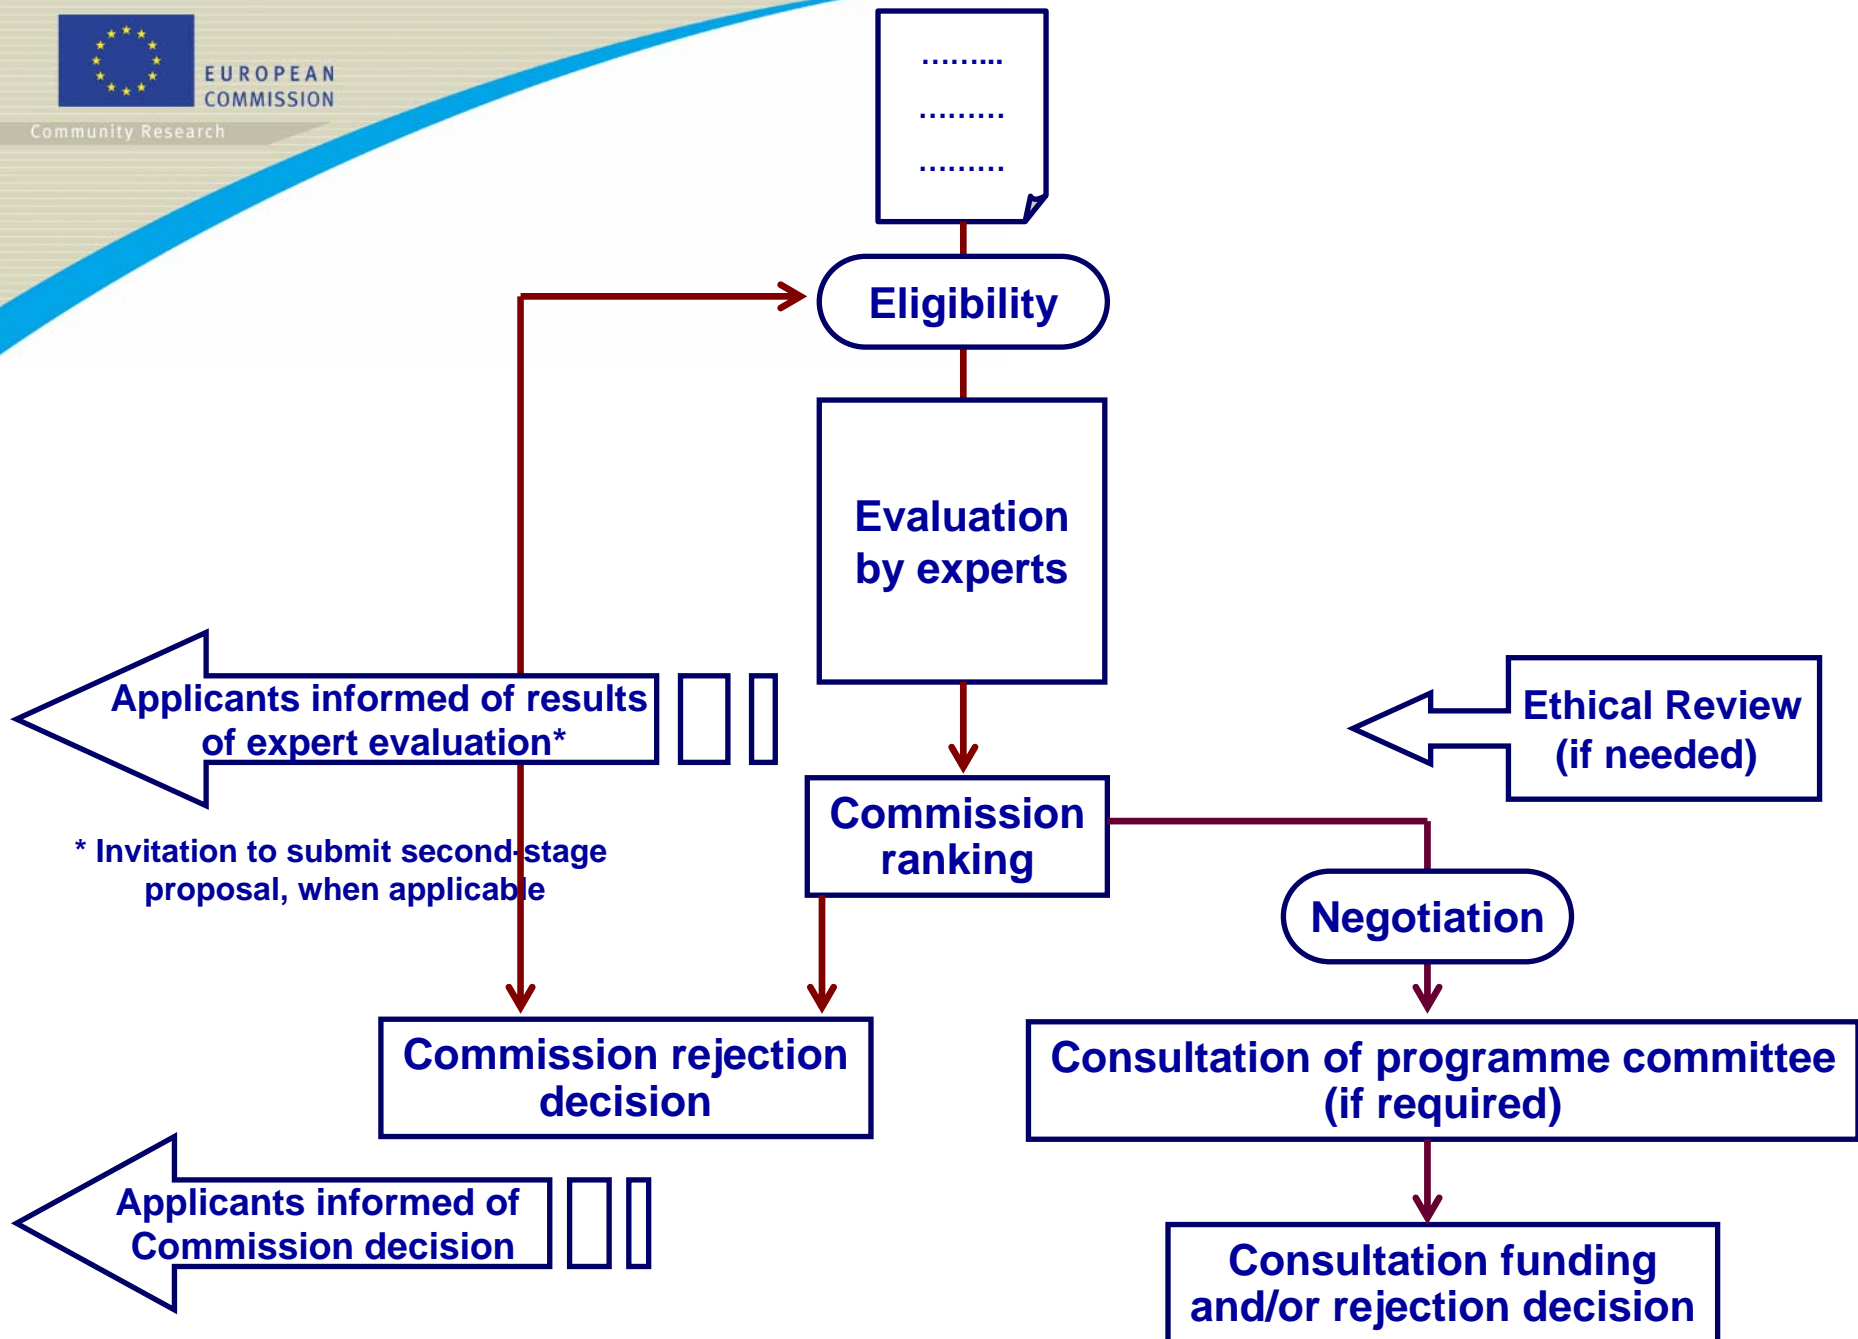 EUROPEAN
COMMISSION
Community Research
.........
.........
.........
Eligibility
Evaluation
by experts
Applicants informed of results
of expert evaluation*
* Invitation to submit second-stage
proposal, when applicable
Ethical Review
(if needed)
Commission
ranking
Negotiation
Commission rejection
decision
Consultation of programme committee
(if required)
Applicants informed of
Commission decision
Consultation funding
and/or rejection decision